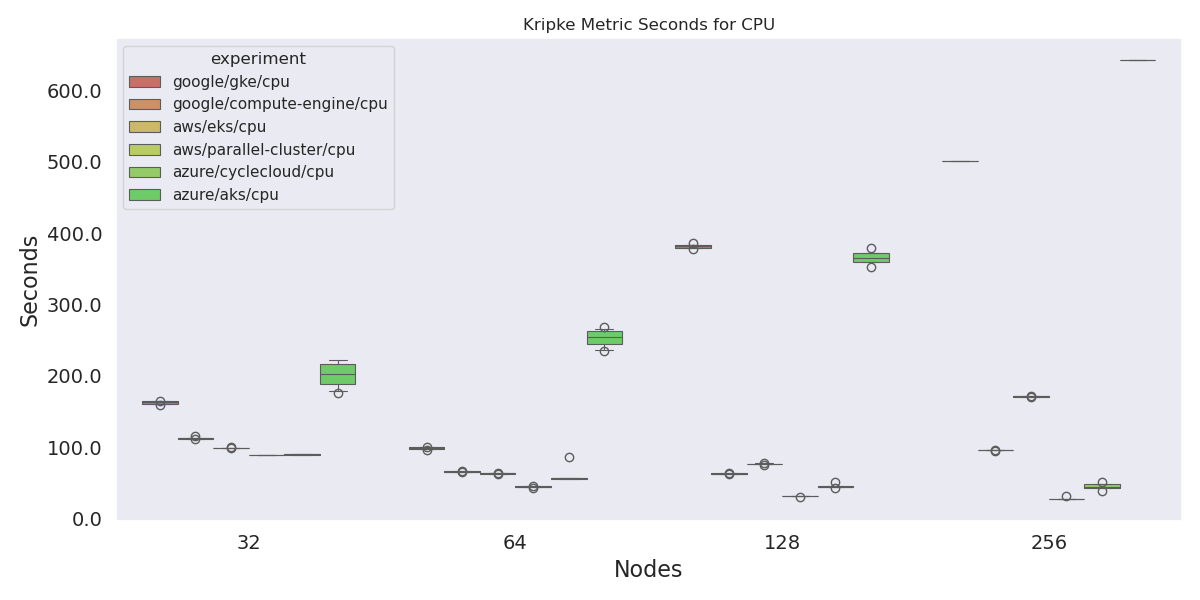 Kripke Metric Seconds for CPU
experiment
google/gke/cpu
google/compute-engine/cpu
aws/eks/cpu
aws/parallel-cluster/cpu
azure/cyclecloud/cpu
azure/aks/cpu
Seconds
600.0
500.0
400.0
300.0
200.0
100.0
0.0
32 64 128 256
Nodes